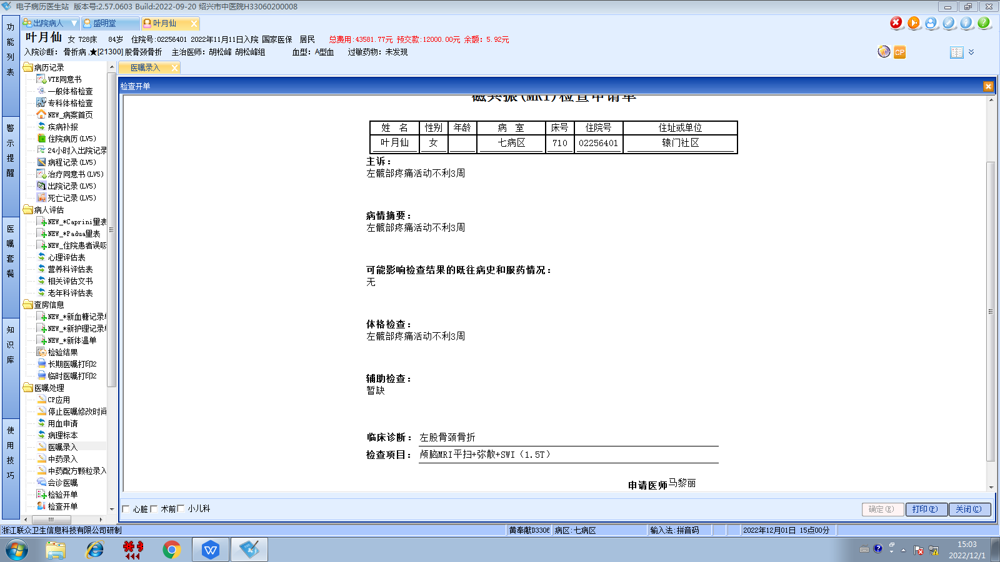 电子病历医生站 版本号:2.57.0603 Build:2022-09-20 绍兴市中医院H33060200008
出院病人
盛明堂
叶月仙
叶月仙 女 728床 84岁 住院号:02256401 2022年11月11日入院 国家医保 居民 总费用:43581.77元 预交款:12000.00元 余额: 5.92元
入院诊断: 骨折病 ,★[21300] 股骨颈骨折 主治医师: 胡松峰 胡松峰组 血型: A型血 过敏药物: 未发现
CP
功能列表
警示提醒
医嘱套餐
知识库
使用技巧
病历记录
VTE同意书
一般体格检查
专科体格检查
NEW_病案首页
疾病补报
住院病历(LV5)
24小时入出院记录
病程记录(LV5)
治疗同意书(LV5)
出院记录(LV5)
死亡记录(LV5)
病人评估
NEW_*Caprini量表
NEW_*Padua量表
NEW_住院患者误吸
心理评估表
营养科评估表
相关评估文书
老年科评估表
查房信息
NEW_*新血糖记录单
NEW_*新护理记录单
NEW_*新体温单
检验结果
长期医嘱打印2
临时医嘱打印2
医嘱处理
CP应用
停止医嘱修改时间
用血申请
病理标本
医嘱录入
中药录入
中药配方颗粒录入
会诊医嘱
检验开单
检查开单
医嘱录入
检查开单
磁共振(MRI)检查申请单
姓 名 性别 年龄 病 室 床号 住院号 住址或单位
叶月仙 女 七病区 710 02256401 辕门社区
主诉:
左髋部疼痛活动不利3周
病情摘要:
左髋部疼痛活动不利3周
可能影响检查结果的既往病史和服药情况:
无
体格检查:
左髋部疼痛活动不利3周
辅助检查:
暂缺
临床诊断: 左股骨颈骨折
检查项目: 颅脑MRI平扫+弥散+SWI（1.5T）
申请医师 马黎丽
心脏 术前 小儿科
确定(E) 打印(P) 关闭(C)
浙江联众卫生信息科技有限公司研制 黄奉献D3306 病区:七病区 输入法:拼音码 2022年12月01日 15点00分
15:03
2022/12/1